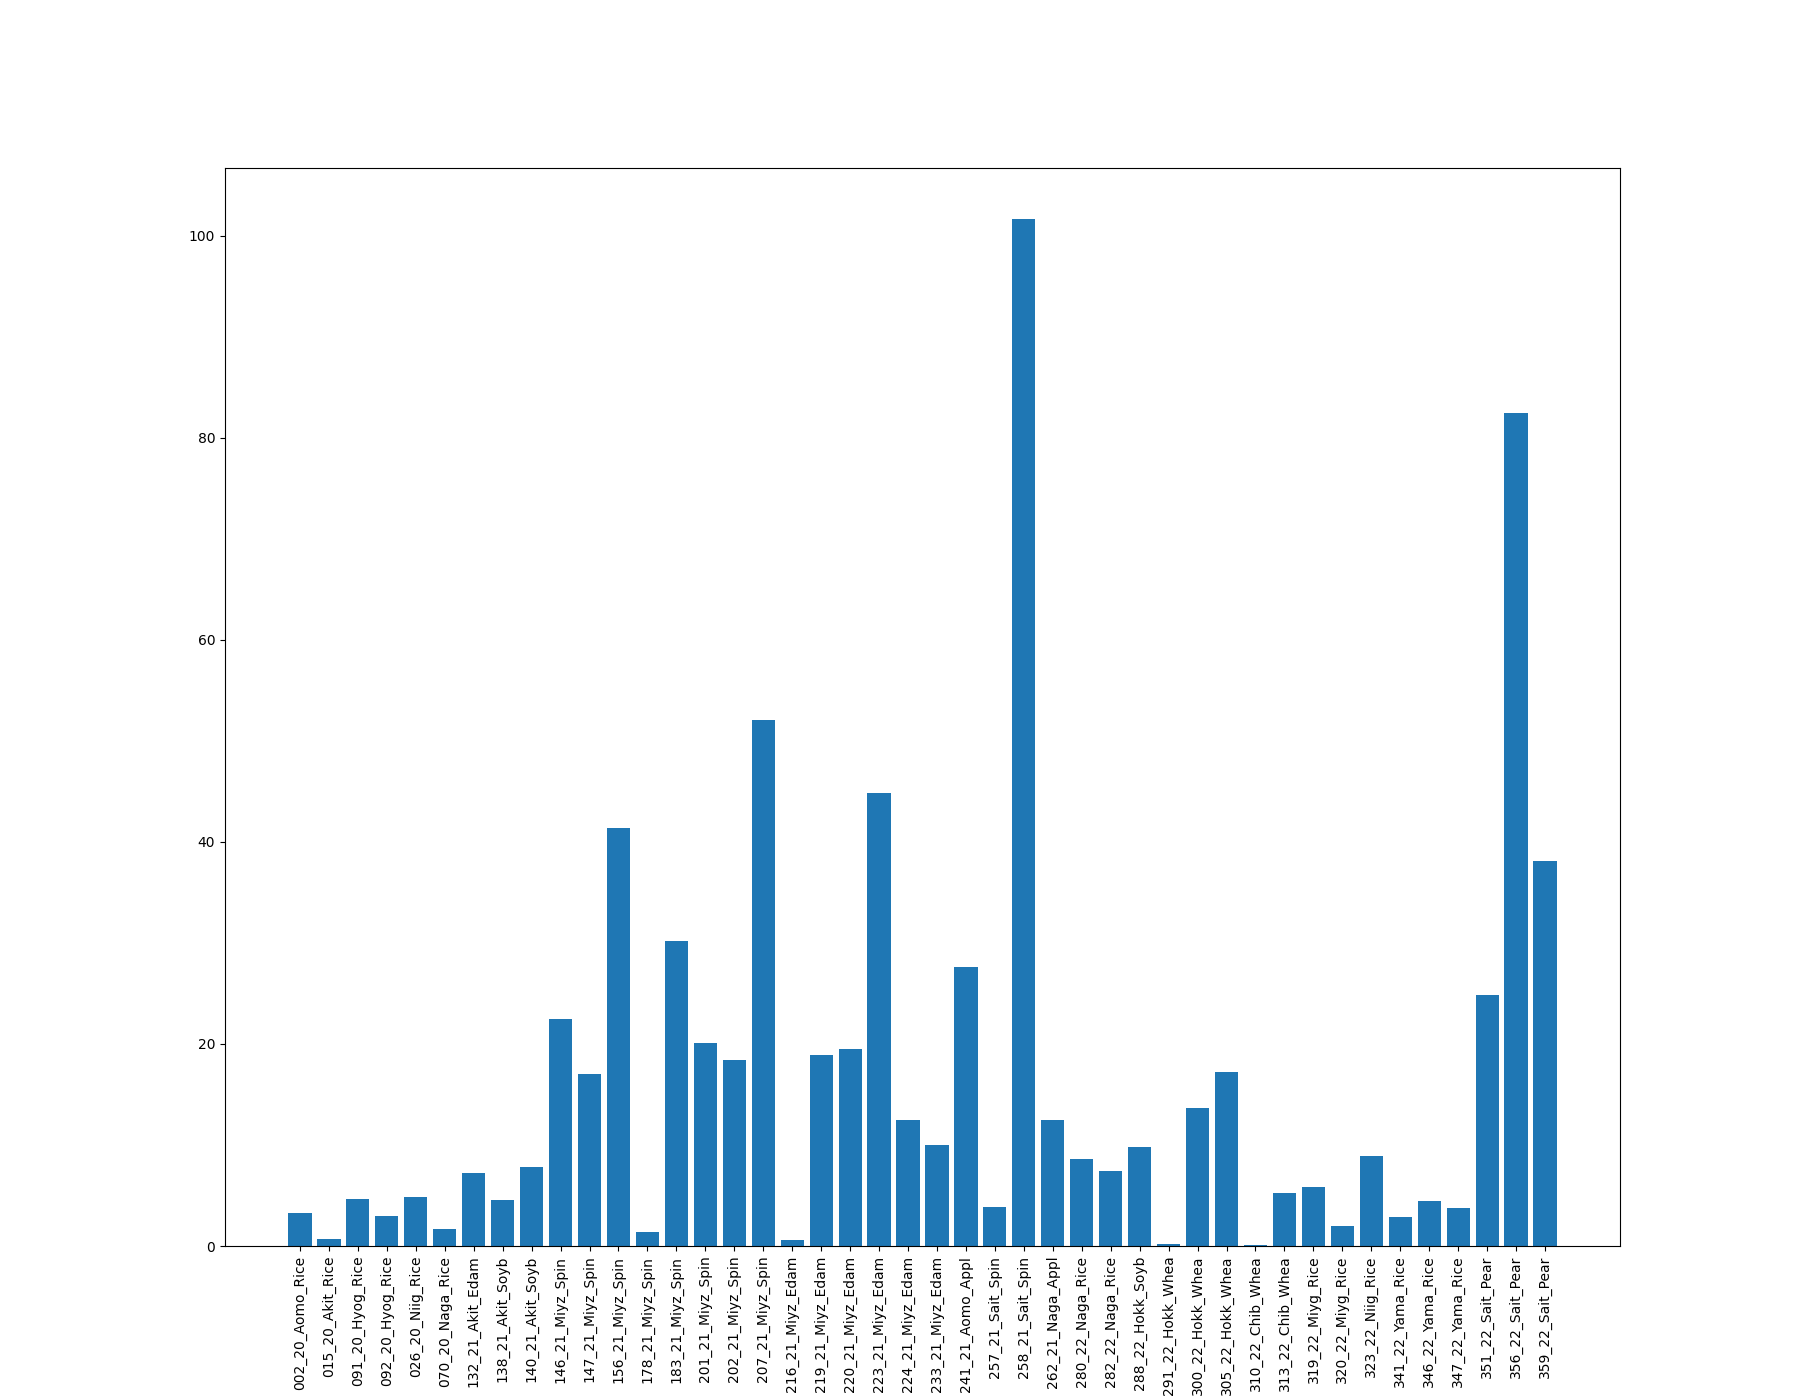 100
80
60
40
20
0
002_20_Aomo_Rice
015_20_Akit_Rice
091_20_Hyog_Rice
092_20_Hyog_Rice
026_20_Niig_Rice
070_20_Naga_Rice
132_21_Akit_Edam
138_21_Akit_Soyb
140_21_Akit_Soyb
146_21_Miyz_Spin
147_21_Miyz_Spin
156_21_Miyz_Spin
178_21_Miyz_Spin
183_21_Miyz_Spin
201_21_Miyz_Spin
202_21_Miyz_Spin
207_21_Miyz_Spin
216_21_Miyz_Edam
219_21_Miyz_Edam
220_21_Miyz_Edam
223_21_Miyz_Edam
224_21_Miyz_Edam
233_21_Miyz_Edam
241_21_Aomo_Appl
257_21_Sait_Spin
258_21_Sait_Spin
262_21_Naga_Appl
280_22_Naga_Rice
282_22_Naga_Rice
288_22_Hokk_Soyb
291_22_Hokk_Whea
300_22_Hokk_Whea
305_22_Hokk_Whea
310_22_Chib_Whea
313_22_Chib_Whea
319_22_Miyg_Rice
320_22_Miyg_Rice
323_22_Niig_Rice
341_22_Yama_Rice
346_22_Yama_Rice
347_22_Yama_Rice
351_22_Sait_Pear
356_22_Sait_Pear
359_22_Sait_Pear